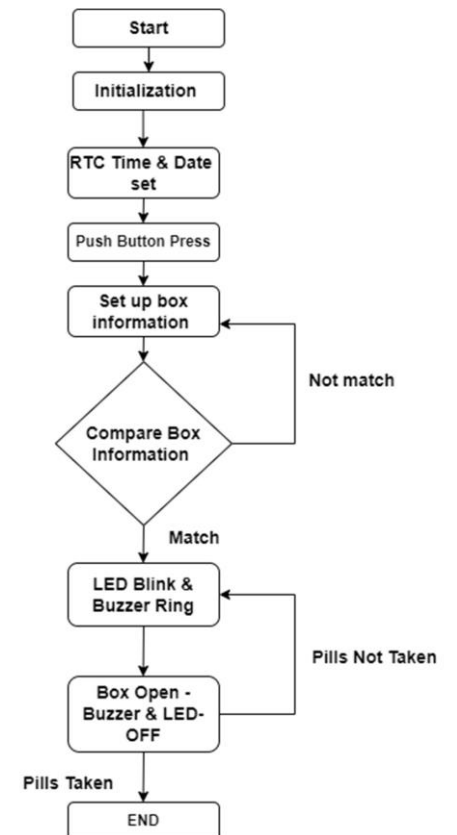 Start
Initialization
RTC Time & Date
set
Push Button Press
Set up box
information
Not match
Compare Box
Information
Match
LED Blink &
Buzzer Ring
Pills Not Taken
Box Open -
Buzzer & LED-
OFF
Pills Taken
END